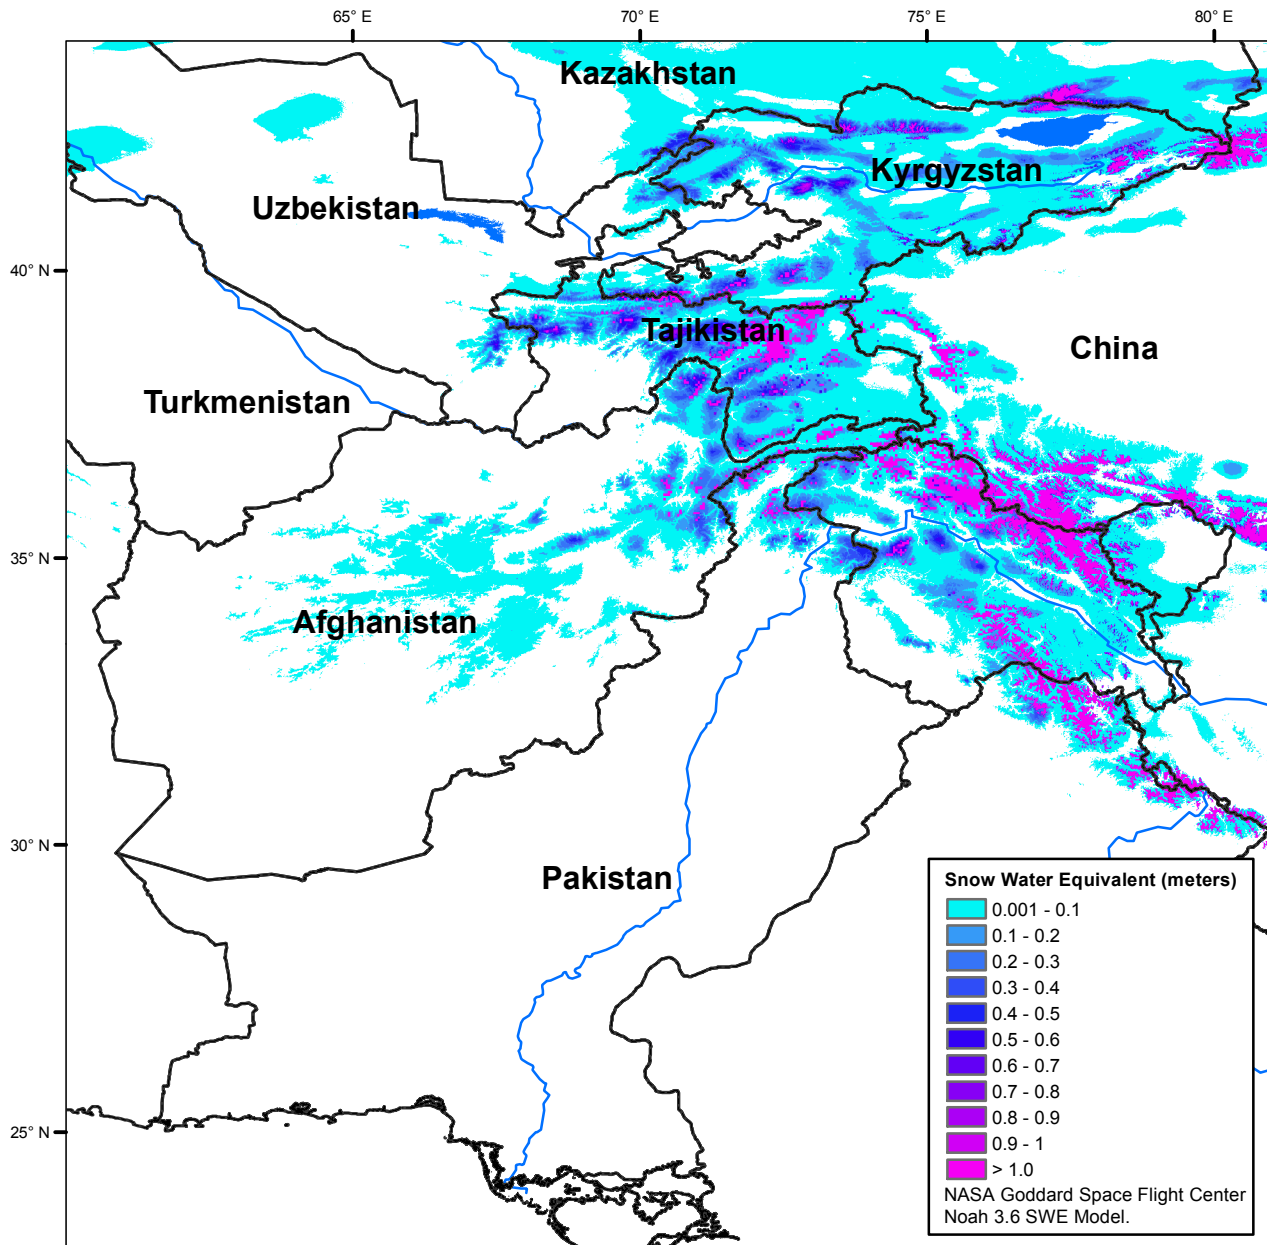 65° E
70° E
75° E
80° E
Kazakhstan
Kyrgyzstan
Uzbekistan
40° N
Tajikistan
China
Turkmenistan
35° N
Afghanistan
30° N
Pakistan
Snow Water Equivalent (meters)
0.001 - 0.1
0.1 - 0.2
0.2 - 0.3
0.3 - 0.4
0.4 - 0.5
0.5 - 0.6
0.6 - 0.7
0.7 - 0.8
0.8 - 0.9
0.9 - 1
> 1.0
NASA Goddard Space Flight Center
Noah 3.6 SWE Model.
25° N